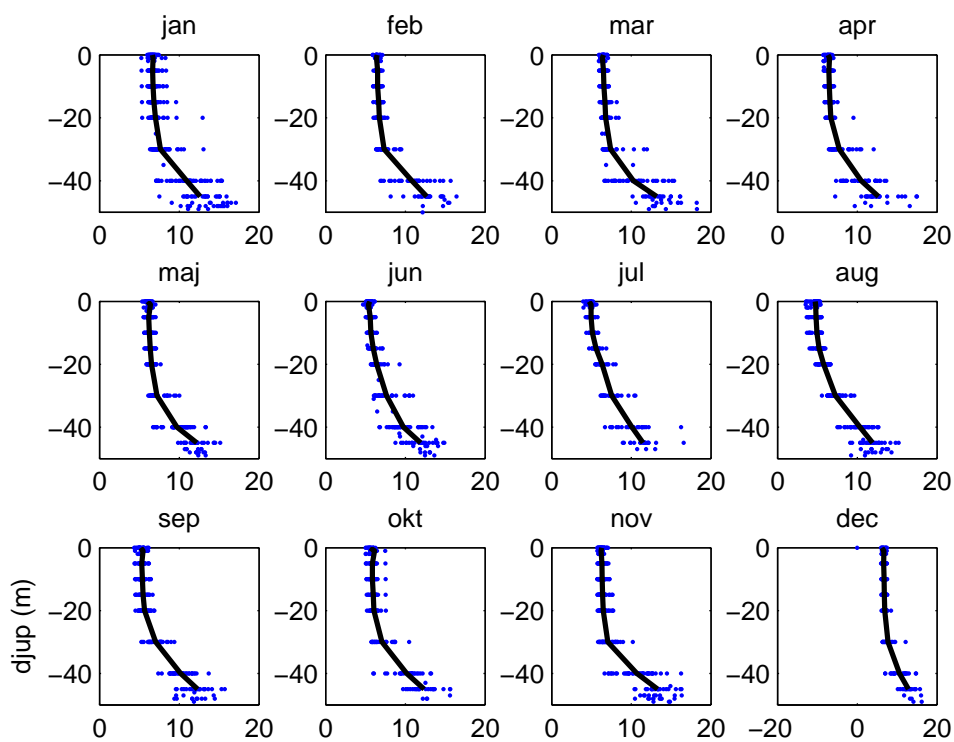 jan feb mar apr
0 0 0 0
−20 −20 −20 −20
−40 −40 −40 −40
0 10 20 0 10 20 0 10 20 0 10 20
maj jun jul aug
0 0 0 0
−20 −20 −20 −20
−40 −40 −40 −40
0 10 20 0 10 20 0 10 20 0 10 20
sep okt nov dec
0 0 0 0
−20 −20 −20 −20
−40 −40 −40 −40
djup (m)
0 10 20 0 10 20 0 10 20 −20 0 20